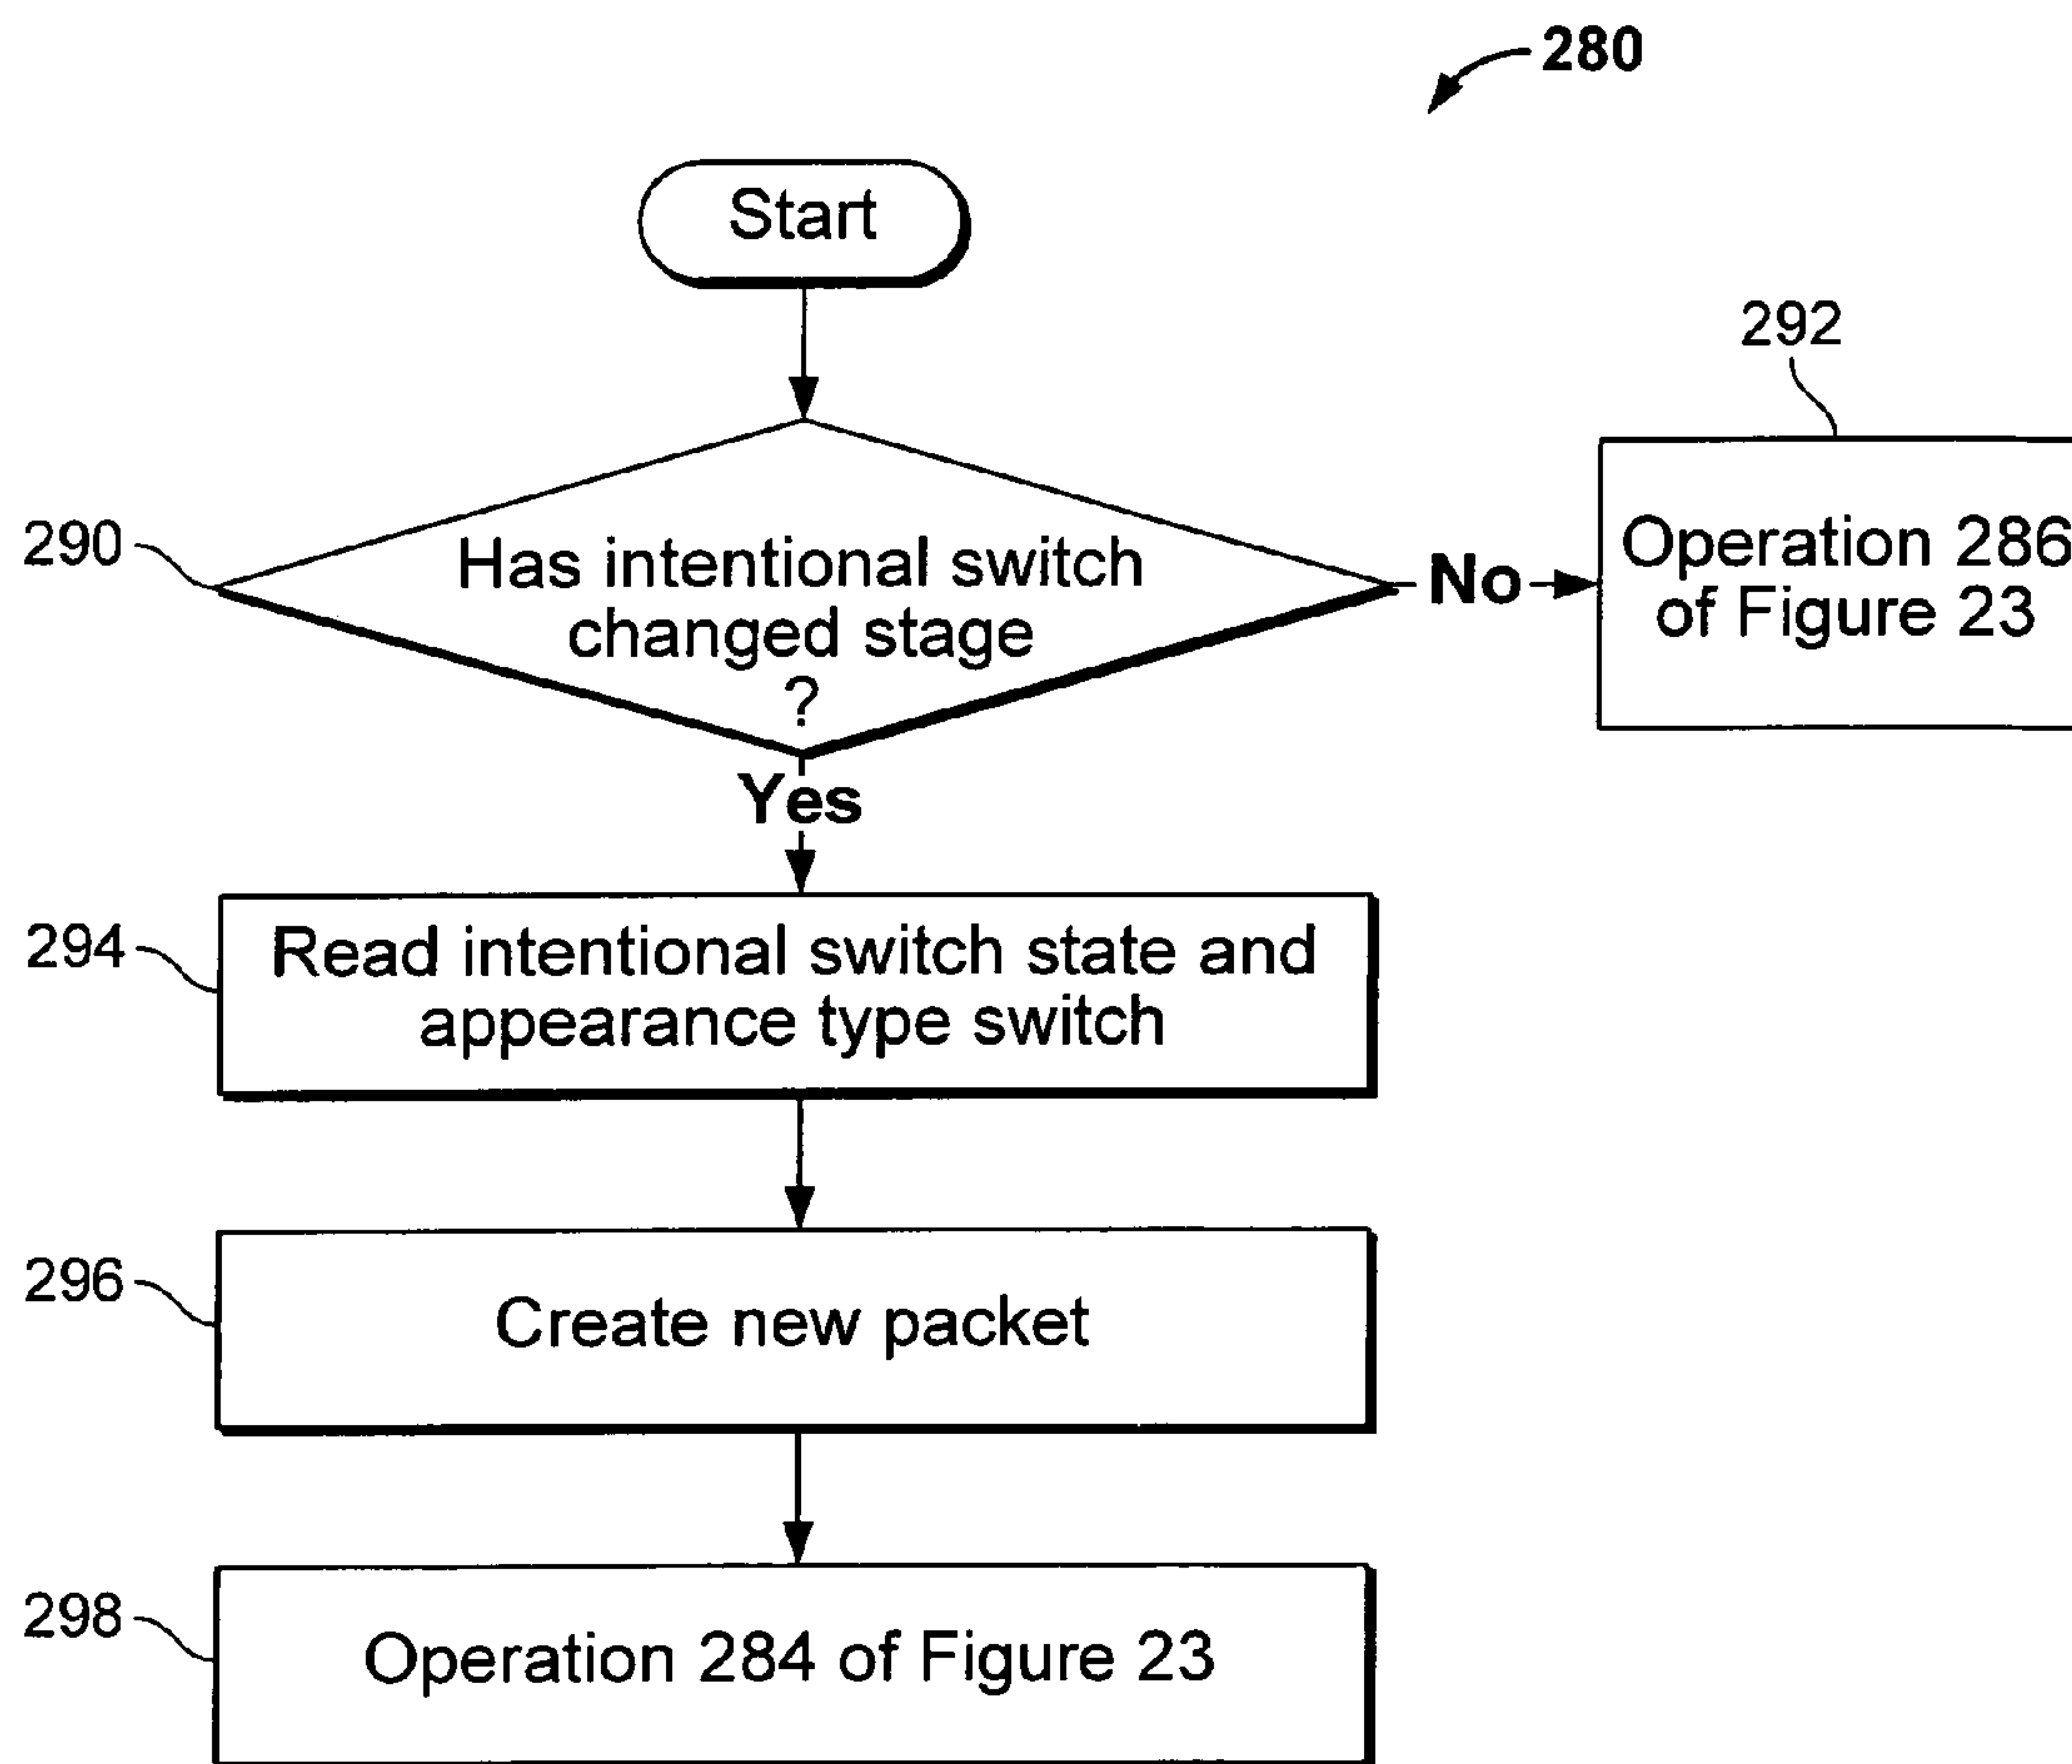 280
Start
292
290
Has intentional switch
changed stage
?
No
Operation 286
of Figure 23
Yes
294
Read intentional switch state and
appearance type switch
296
Create new packet
298
Operation 284 of Figure 23